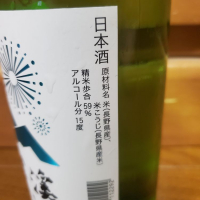 日本酒
原材料名 米(長野県産)、
米こうじ(長野県産米)
精米歩合 59%
アルコール分 15度